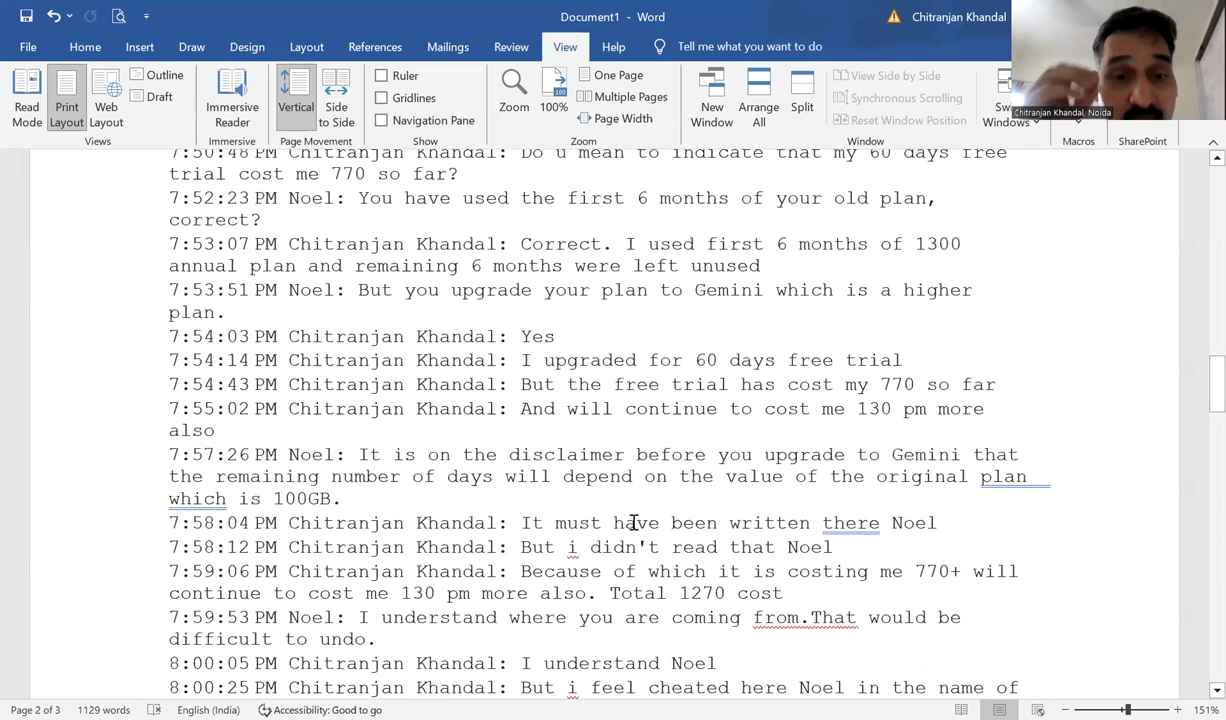 Document1 - Word
Chitranjan Khandal
File Home Insert Draw Design Layout References Mailings Review View Help Tell me what you want to do
Read Mode
Print Layout
Web Layout
Outline
Draft
Views
Immersive Reader
Immersive
Vertical
Side to Side
Page Movement
Ruler
Gridlines
Navigation Pane
Show
Zoom
100
100%
One Page
Multiple Pages
Page Width
Zoom
New Window
Arrange All
Split
View Side by Side
Synchronous Scrolling
Reset Window Position
Windows
Window
Macros
SharePoint
Chitranjan Khandal, Noida
7:50:48 PM Chitranjan Khandal: Do u mean to indicate that my 60 days free
trial cost me 770 so far?
7:52:23 PM Noel: You have used the first 6 months of your old plan,
correct?
7:53:07 PM Chitranjan Khandal: Correct. I used first 6 months of 1300
annual plan and remaining 6 months were left unused
7:53:51 PM Noel: But you upgrade your plan to Gemini which is a higher
plan.
7:54:03 PM Chitranjan Khandal: Yes
7:54:14 PM Chitranjan Khandal: I upgraded for 60 days free trial
7:54:43 PM Chitranjan Khandal: But the free trial has cost my 770 so far
7:55:02 PM Chitranjan Khandal: And will continue to cost me 130 pm more
also
7:57:26 PM Noel: It is on the disclaimer before you upgrade to Gemini that
the remaining number of days will depend on the value of the original plan
which is 100GB.
7:58:04 PM Chitranjan Khandal: It must have been written there Noel
7:58:12 PM Chitranjan Khandal: But i didn't read that Noel
7:59:06 PM Chitranjan Khandal: Because of which it is costing me 770+ will
continue to cost me 130 pm more also. Total 1270 cost
7:59:53 PM Noel: I understand where you are coming from.That would be
difficult to undo.
8:00:05 PM Chitranjan Khandal: I understand Noel
8:00:25 PM Chitranjan Khandal: But i feel cheated here Noel in the name of
Page 2 of 3 1129 words English (India) Accessibility: Good to go 151%